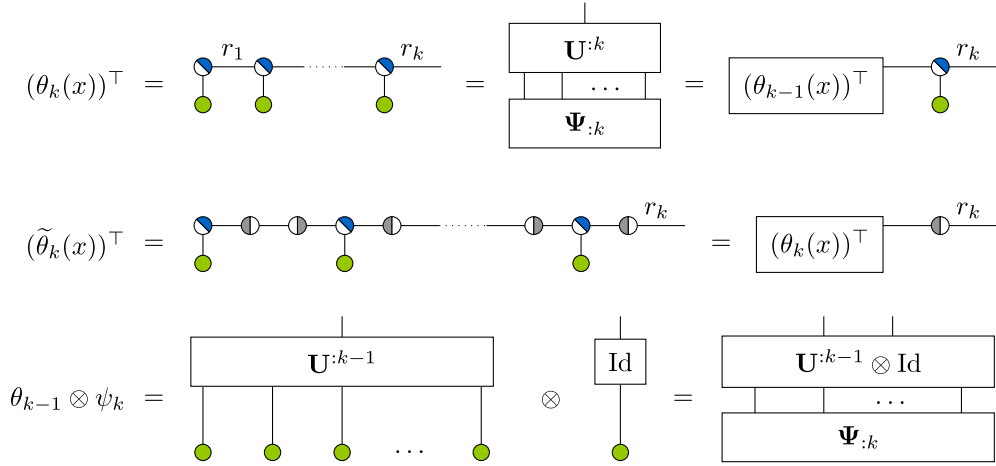 (θ_k(x))^⊤ = r_1 ...... r_k = U^{:k} ... Ψ_{:k} = (θ_{k−1}(x))^⊤ r_k
(θ̃_k(x))^⊤ = ...... r_k = (θ_k(x))^⊤ r_k
θ_{k−1} ⊗ ψ_k = U^{:k−1} ... ⊗ Id = U^{:k−1} ⊗ Id ... Ψ_{:k}